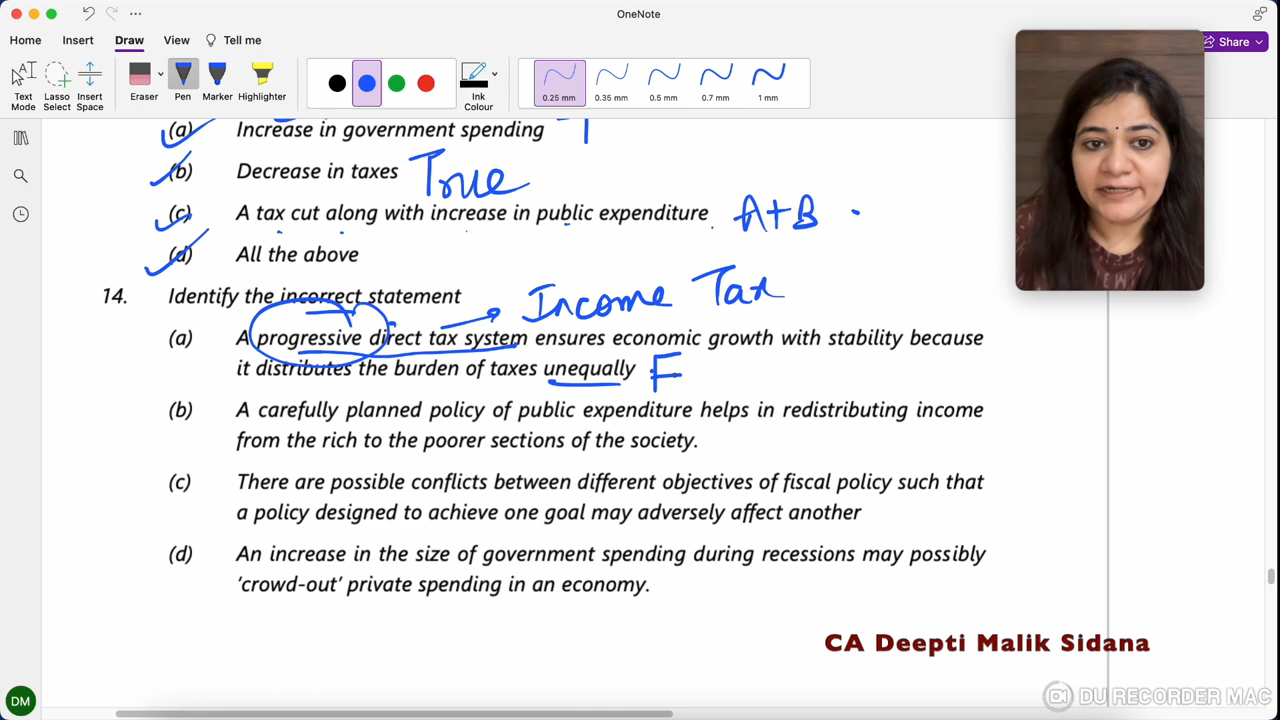 OneNote
Home Insert Draw View Tell me
Share
Text Mode
Lasso Select
Insert Space
Eraser
Pen
Marker
Highlighter
Ink Colour
0.25 mm
0.35 mm
0.5 mm
0.7 mm
1 mm
(a) Increase in government spending
(b) Decrease in taxes True
(c) A tax cut along with increase in public expenditure A+B
(d) All the above
14. Identify the incorrect statement Income Tax
(a) A progressive direct tax system ensures economic growth with stability because
it distributes the burden of taxes unequally F
(b) A carefully planned policy of public expenditure helps in redistributing income
from the rich to the poorer sections of the society.
(c) There are possible conflicts between different objectives of fiscal policy such that
a policy designed to achieve one goal may adversely affect another
(d) An increase in the size of government spending during recessions may possibly
'crowd-out' private spending in an economy.
CA Deepti Malik Sidana
DM
DU RECORDER MAC